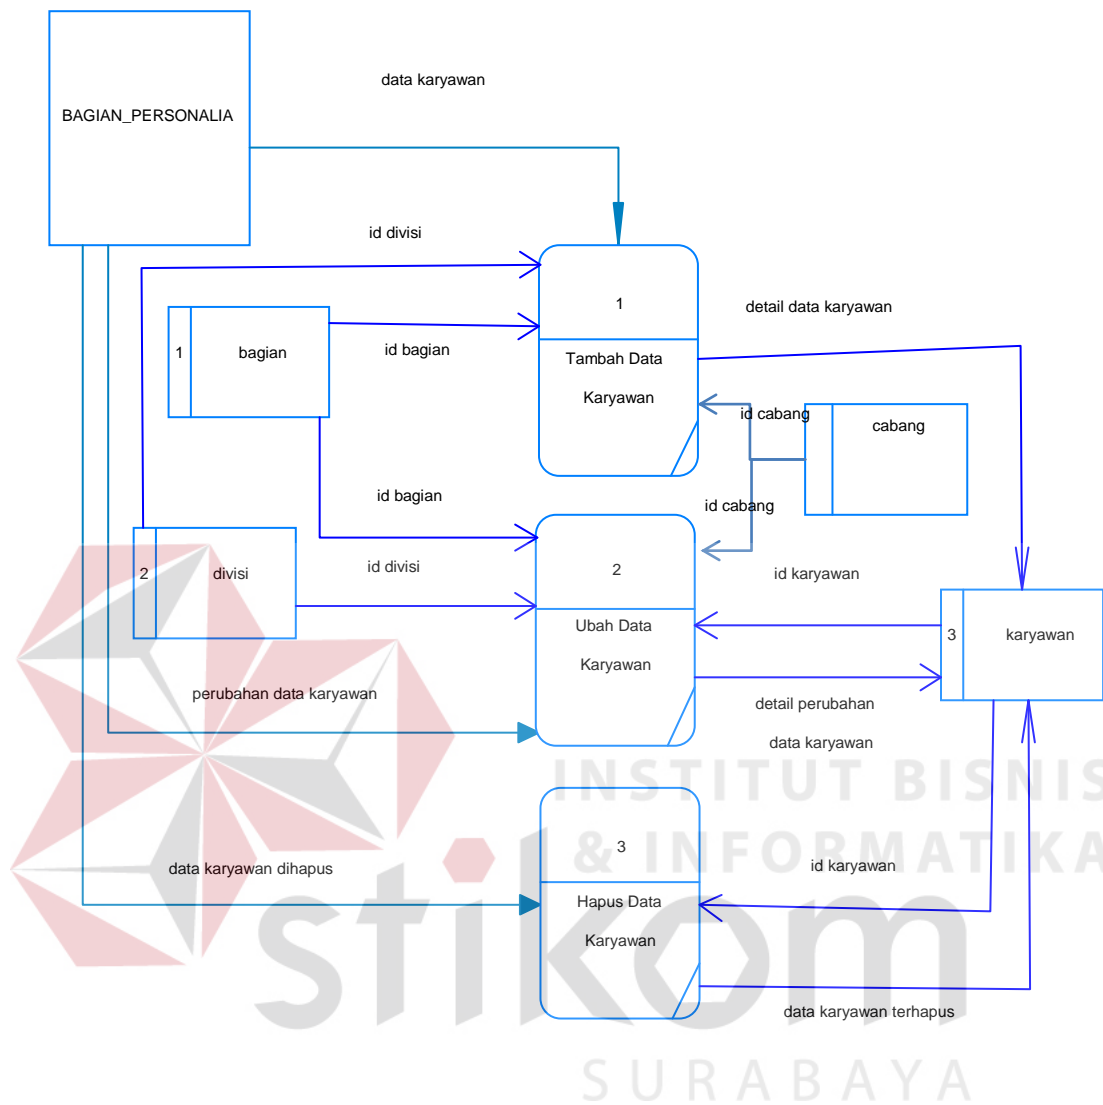 data karyawan
BAGIAN_PERSONALIA
id divisi
1
detail data karyawan
1
bagian
id bagian
Tambah Data
Karyawan
id cabang
cabang
id bagian
id cabang
2
divisi
id divisi
2
id karyawan
Ubah Data
Karyawan
3
karyawan
perubahan data karyawan
detail perubahan
data karyawan
INSTITUT BISNIS
& INFORMATIKA
3
data karyawan dihapus
id karyawan
Hapus Data
Karyawan
stikom
data karyawan terhapus
SURABAYA